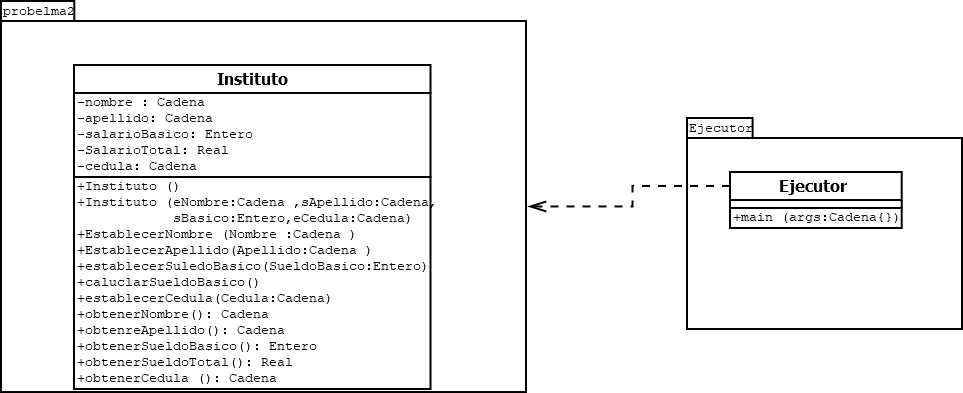 probelma2
Instituto
-nombre : Cadena
-apellido: Cadena
-salarioBasico: Entero
-SalarioTotal: Real
-cedula: Cadena
+Instituto ()
+Instituto (eNombre:Cadena ,sApellido:Cadena,
sBasico:Entero,eCedula:Cadena)
+EstablecerNombre (Nombre :Cadena )
+EstablecerApellido(Apellido:Cadena )
+establecerSuledoBasico(SueldoBasico:Entero)
+caluclarSueldoBasico()
+establecerCedula(Cedula:Cadena)
+obtenerNombre(): Cadena
+obtenreApellido(): Cadena
+obtenerSueldoBasico(): Entero
+obtenerSueldoTotal(): Real
+obtenerCedula (): Cadena
Ejecutor
Ejecutor
+main (args:Cadena{})